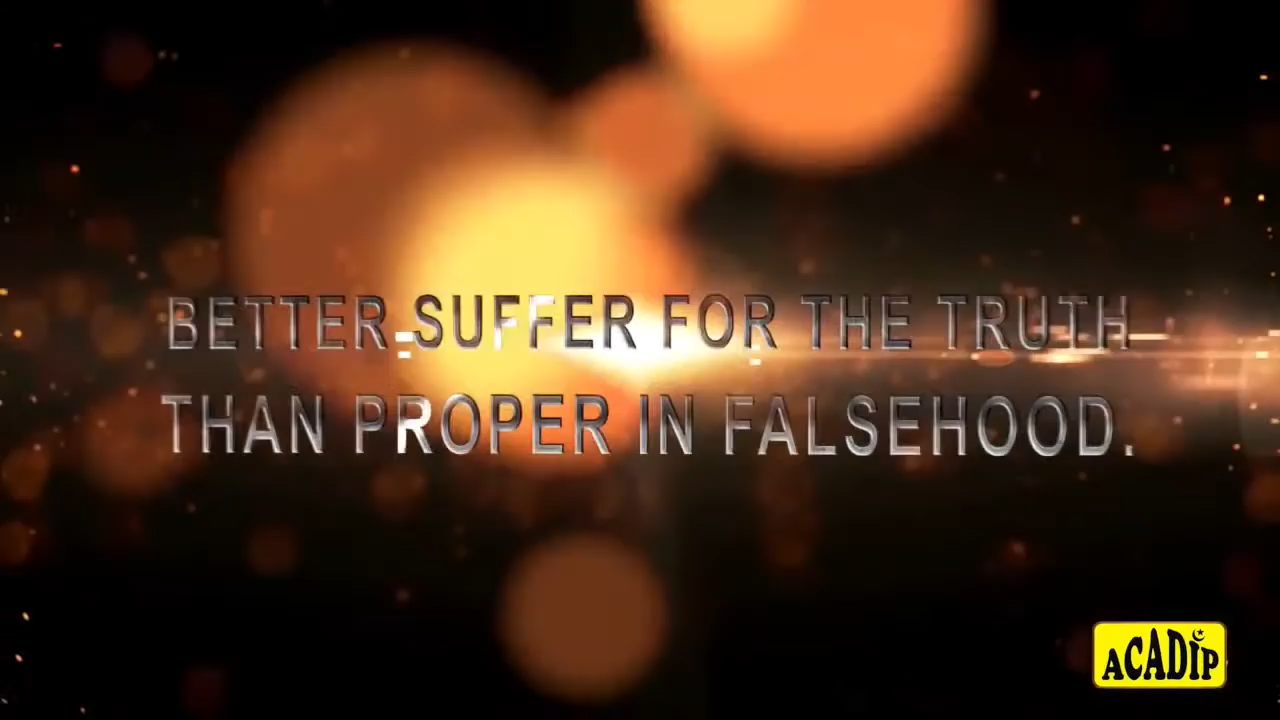 BETTER SUFFER FOR THE TRUTH
THAN PROPER IN FALSEHOOD.
ACADIP